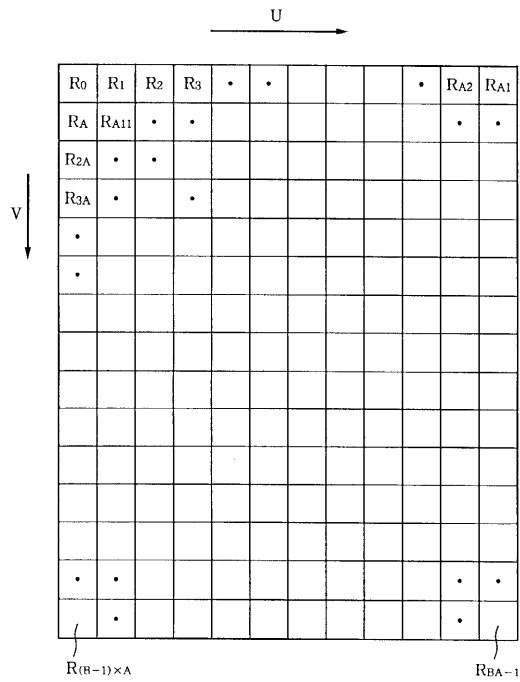 U
R0 R1 R2 R3 • • • RA2 RA1
RA RA11 • • • •
R2A • •
V
R3A • •
•
•
• • • •
• •
R(B-1)×A RBA-1